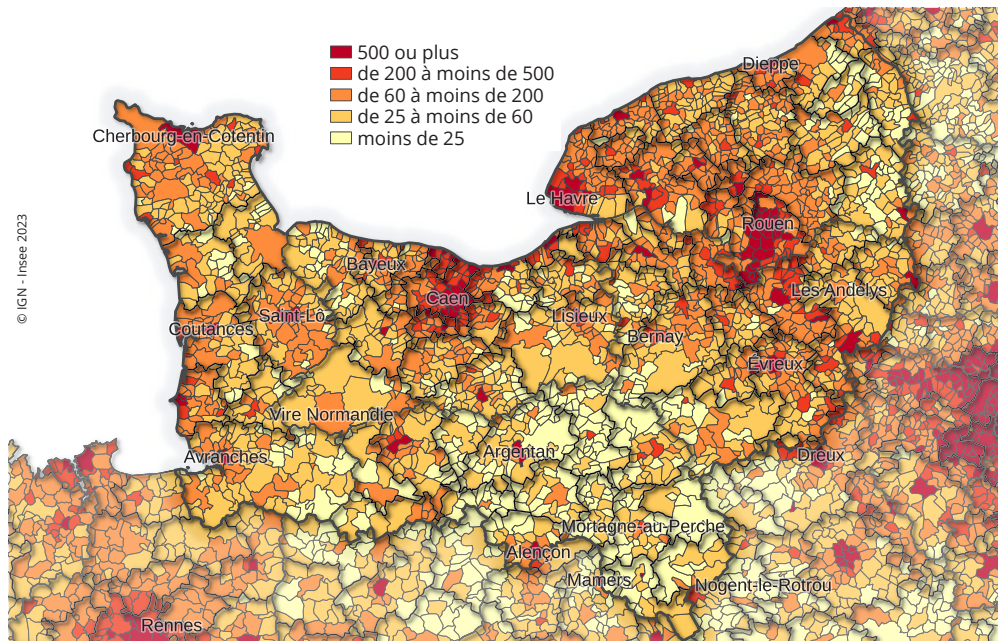 500 ou plus
de 200 à moins de 500
de 60 à moins de 200
de 25 à moins de 60
moins de 25
Dieppe
Cherbourg-en-Cotentin
Le Havre
Rouen
© IGN - Insee 2023
Bayeux
Les Andelys
Caen
Saint-Lô
Lisieux
Coutances
Bernay
Évreux
Vire Normandie
Argentan
Avranches
Dreux
Mortagne-au-Perche
Alençon
Mamers
Nogent-le-Rotrou
Rennes